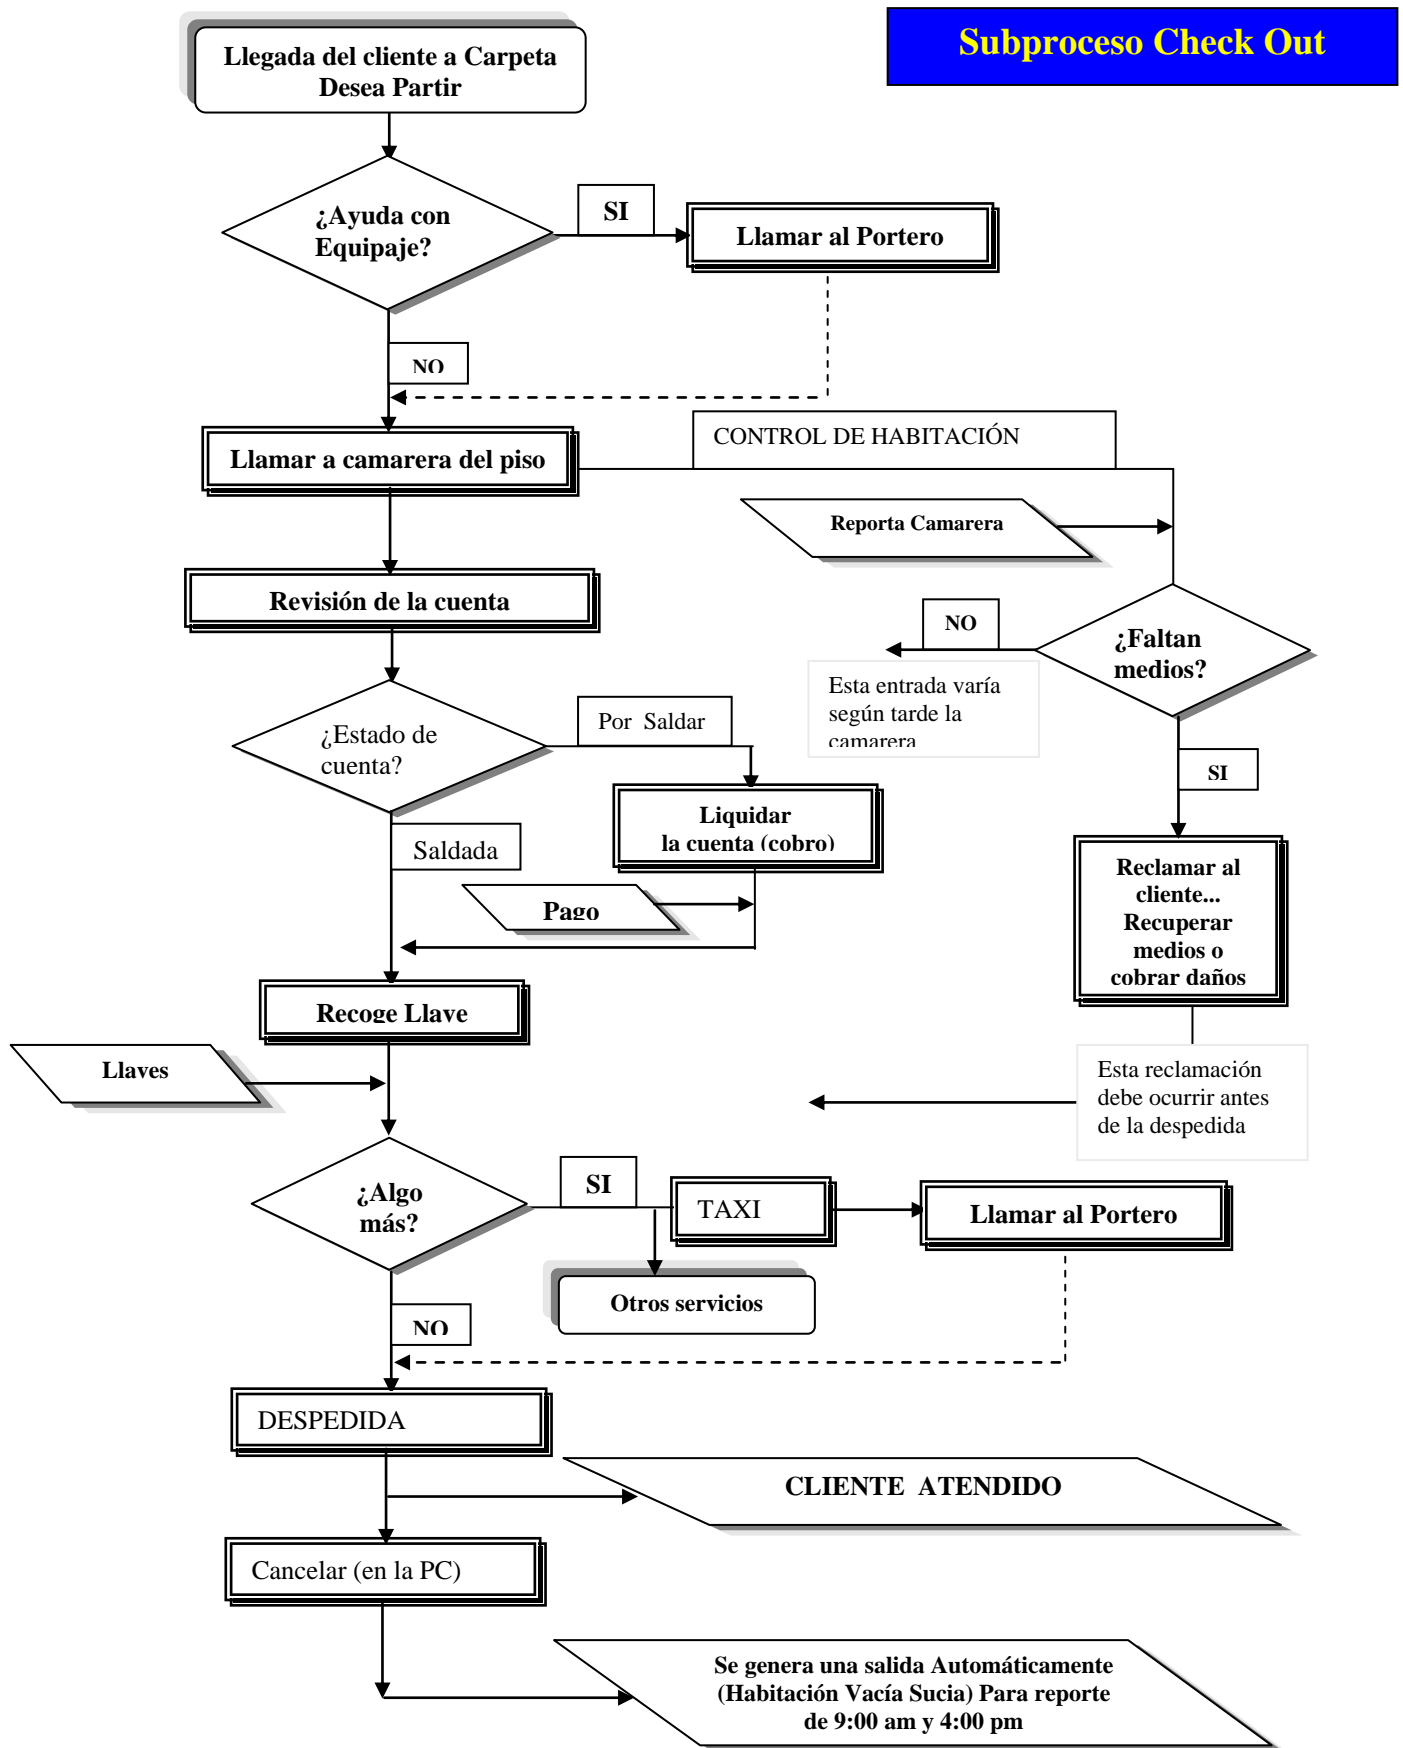 Subproceso Check Out
Llegada del cliente a Carpeta
Desea Partir
¿Ayuda con
Equipaje?
SI
Llamar al Portero
NO
Llamar a camarera del piso
CONTROL DE HABITACIÓN
Reporta Camarera
Revisión de la cuenta
¿Faltan
medios?
NO
Esta entrada varía
según tarde la
camarera
SI
¿Estado de
cuenta?
Por Saldar
Liquidar
la cuenta (cobro)
Saldada
Pago
Reclamar al
cliente...
Recuperar
medios o
cobrar daños
Recoge Llave
Llaves
Esta reclamación
debe ocurrir antes
de la despedida
¿Algo
más?
SI
TAXI
Llamar al Portero
Otros servicios
NO
DESPEDIDA
CLIENTE ATENDIDO
Cancelar (en la PC)
Se genera una salida Automáticamente
(Habitación Vacía Sucia) Para reporte
de 9:00 am y 4:00 pm